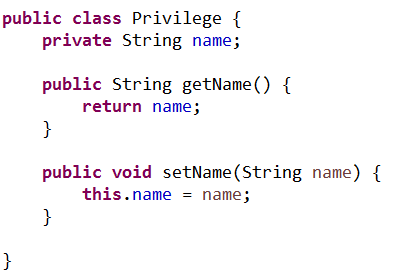 public class Privilege {
    private String name;

    public String getName() {
        return name;
    }

    public void setName(String name) {
        this.name = name;
    }

}